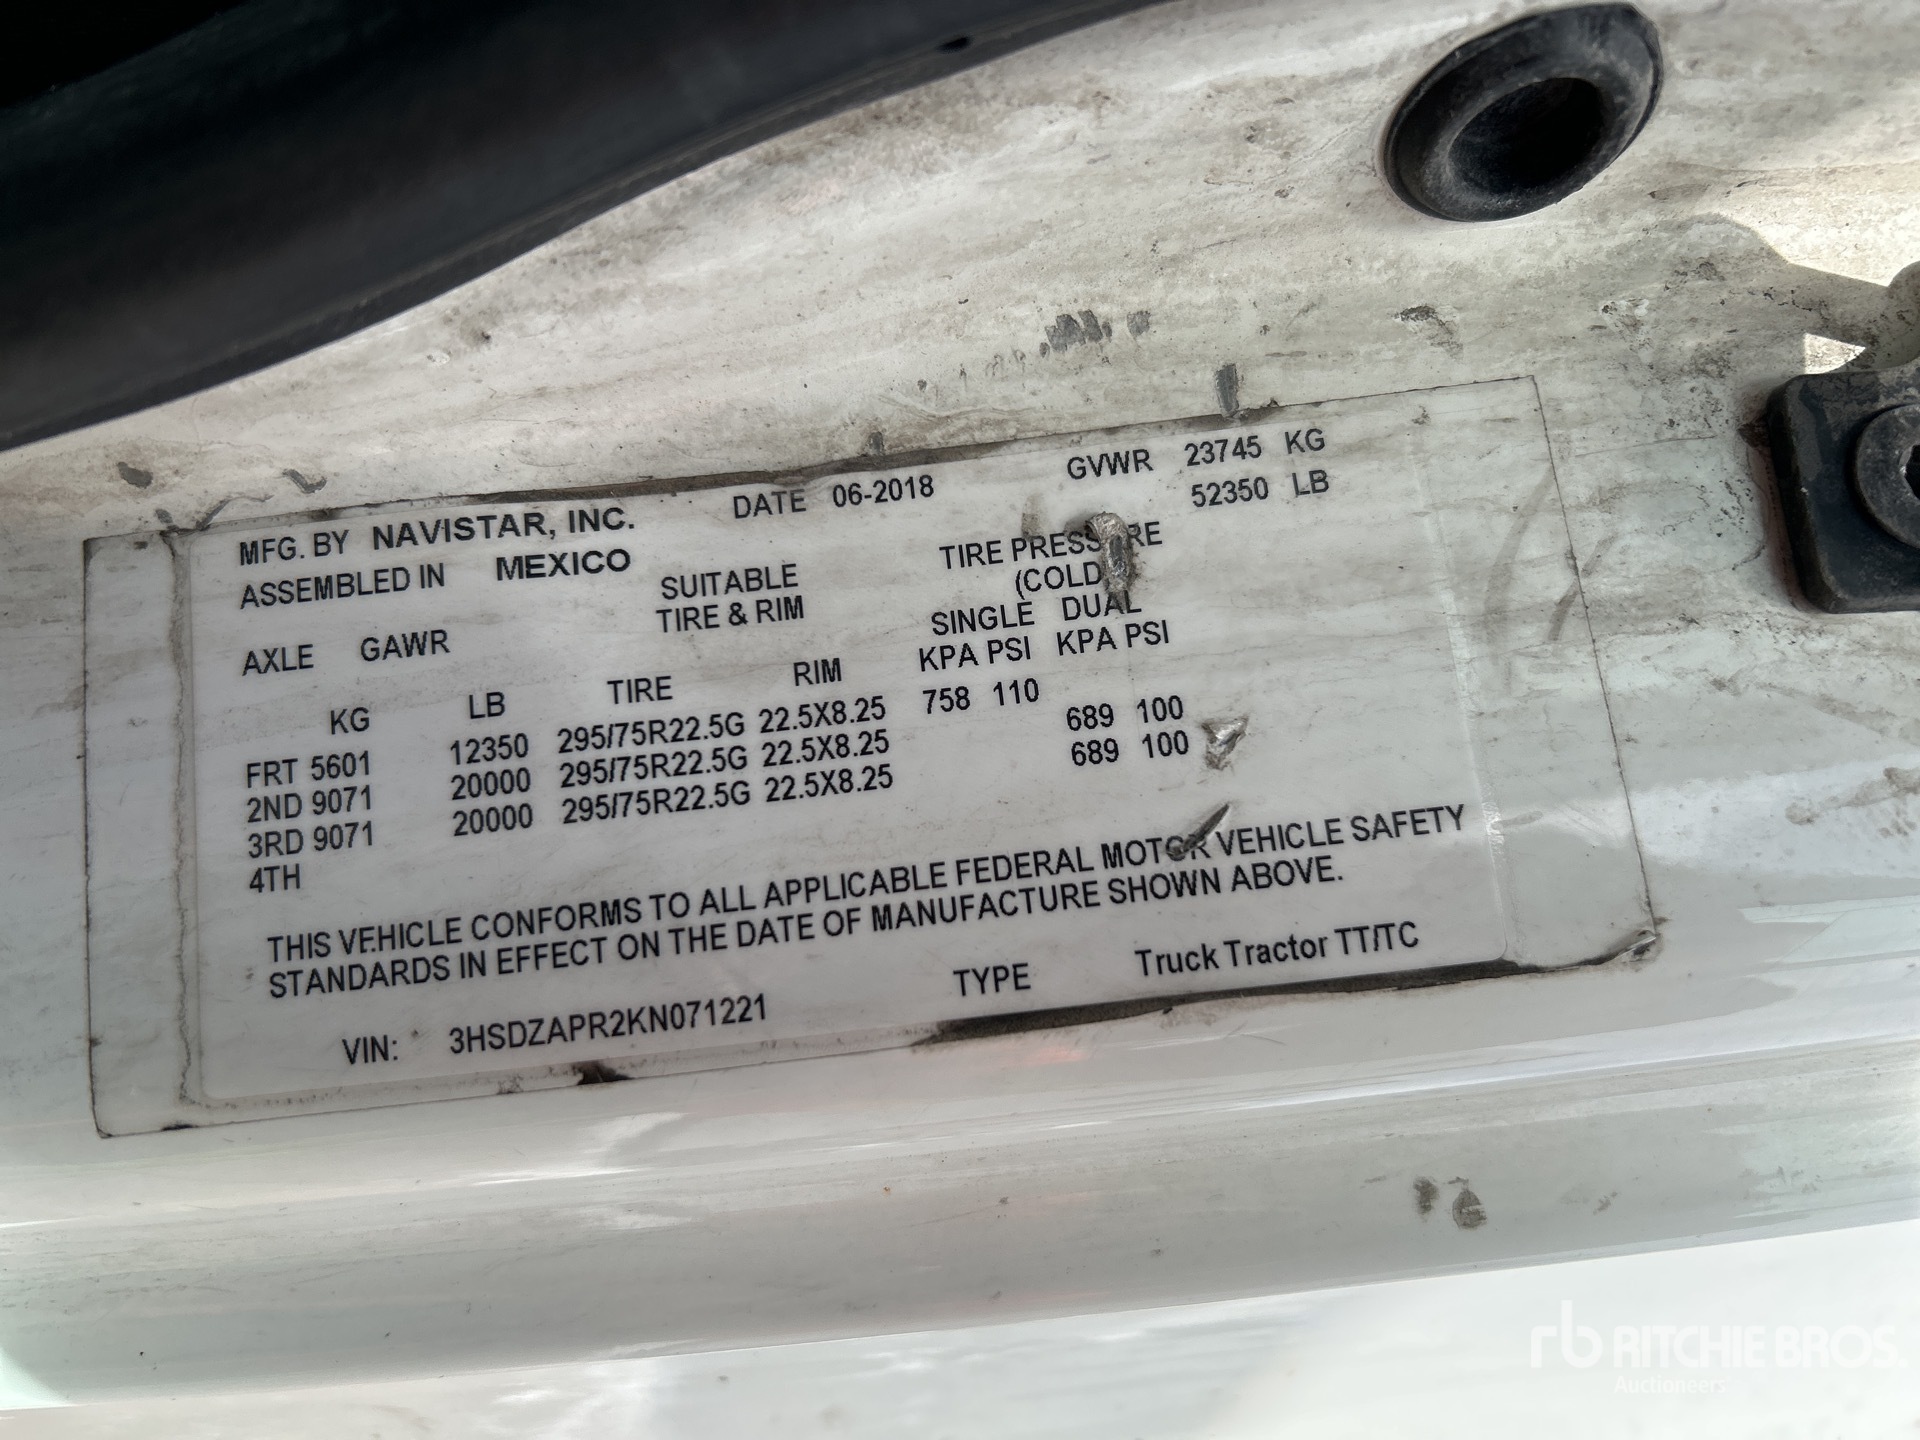 MFG. BY NAVISTAR, INC. DATE 06-2018 GVWR 23745 KG
ASSEMBLED IN MEXICO 52350 LB
SUITABLE TIRE PRESSURE
TIRE & RIM (COLD)
AXLE GAWR SINGLE DUAL
KG LB TIRE RIM KPA PSI KPA PSI
FRT 5601 12350 295/75R22.5G 22.5X8.25 758 110
2ND 9071 20000 295/75R22.5G 22.5X8.25 689 100
3RD 9071 20000 295/75R22.5G 22.5X8.25 689 100
4TH
THIS VEHICLE CONFORMS TO ALL APPLICABLE FEDERAL MOTOR VEHICLE SAFETY
STANDARDS IN EFFECT ON THE DATE OF MANUFACTURE SHOWN ABOVE.
VIN: 3HSDZAPR2KN071221 TYPE Truck Tractor TT/TC
rb RITCHIE BROS.
Auctioneers